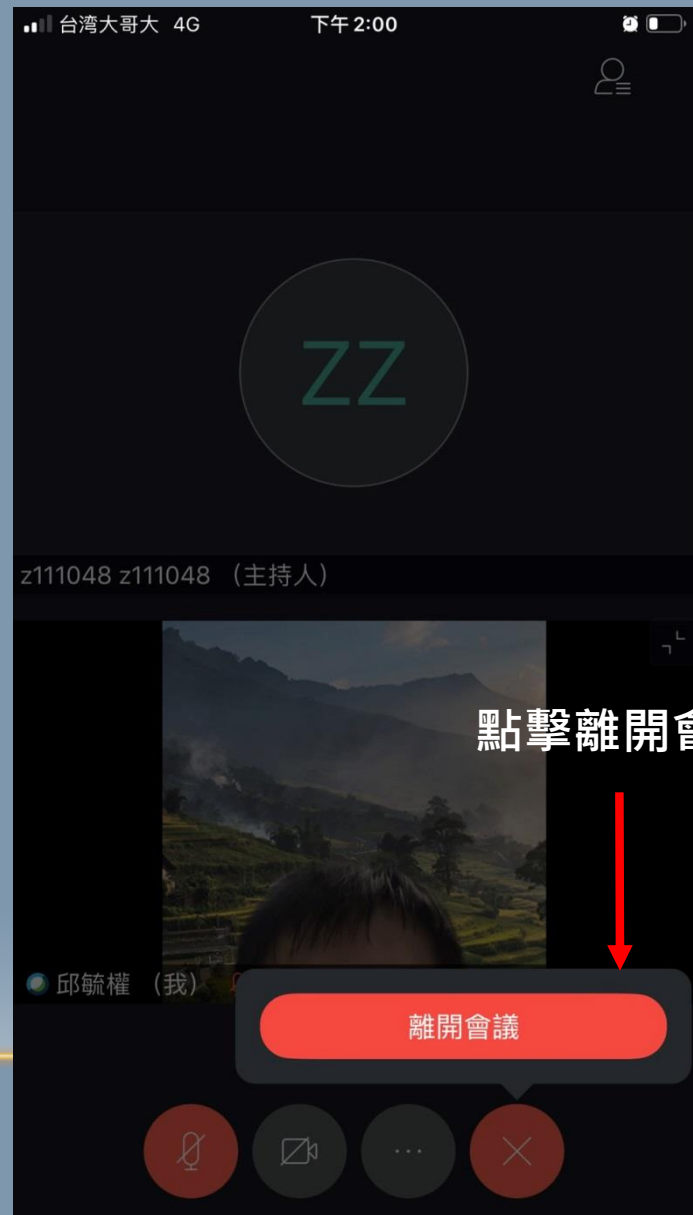 台湾大哥大 4G 下午 2:00
ZZ
z111048 z111048 （主持人）
點擊離開會
邱毓權 （我）
離開會議